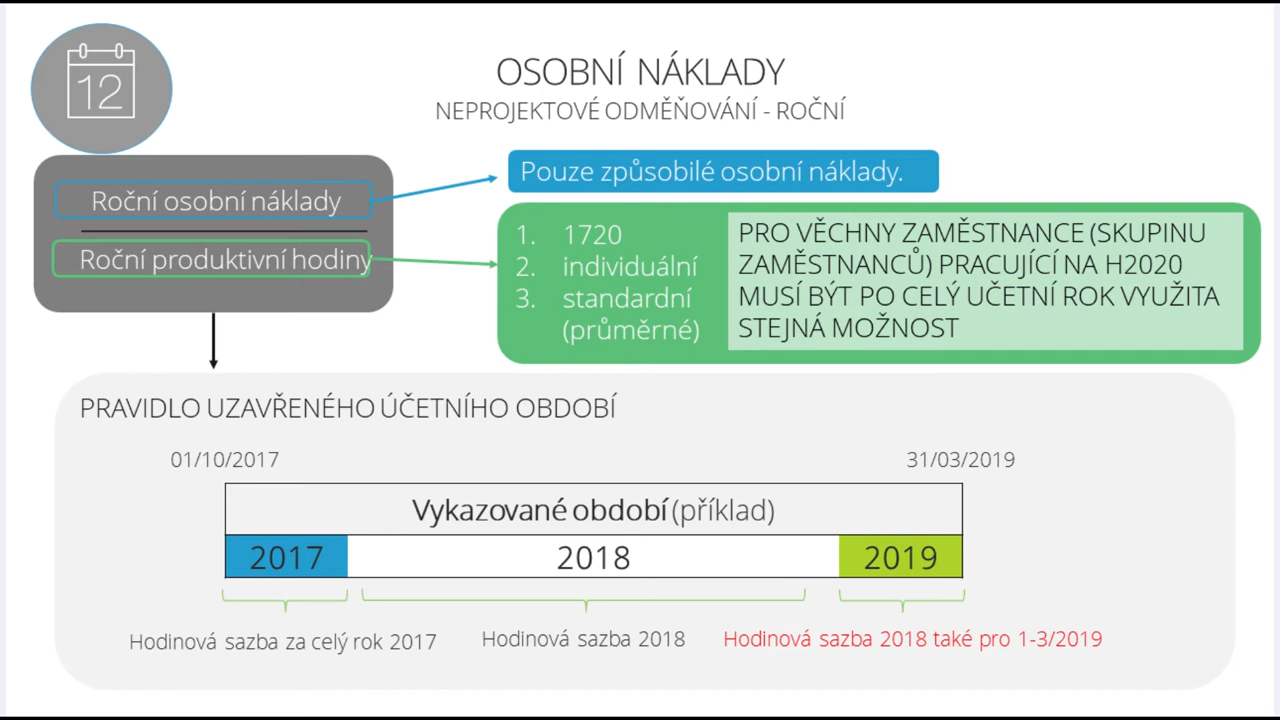 12
OSOBNÍ NÁKLADY
NEPROJEKTOVÉ ODMĚŇOVÁNÍ - ROČNÍ
Roční osobní náklady
Roční produktivní hodiny
Pouze způsobilé osobní náklady.
1. 1720
2. individuální
3. standardní
(průměrné)
PRO VĚCHNY ZAMĚSTNANCE (SKUPINU
ZAMĚSTNANCŮ) PRACUJÍCÍ NA H2020
MUSÍ BÝT PO CELÝ UČETNÍ ROK VYUŽITA
STEJNÁ MOŽNOST
PRAVIDLO UZAVŘENÉHO ÚČETNÍHO OBDOBÍ
01/10/2017
31/03/2019
Vykazované období (příklad)
2017
2018
2019
Hodinová sazba za celý rok 2017
Hodinová sazba 2018
Hodinová sazba 2018 také pro 1-3/2019